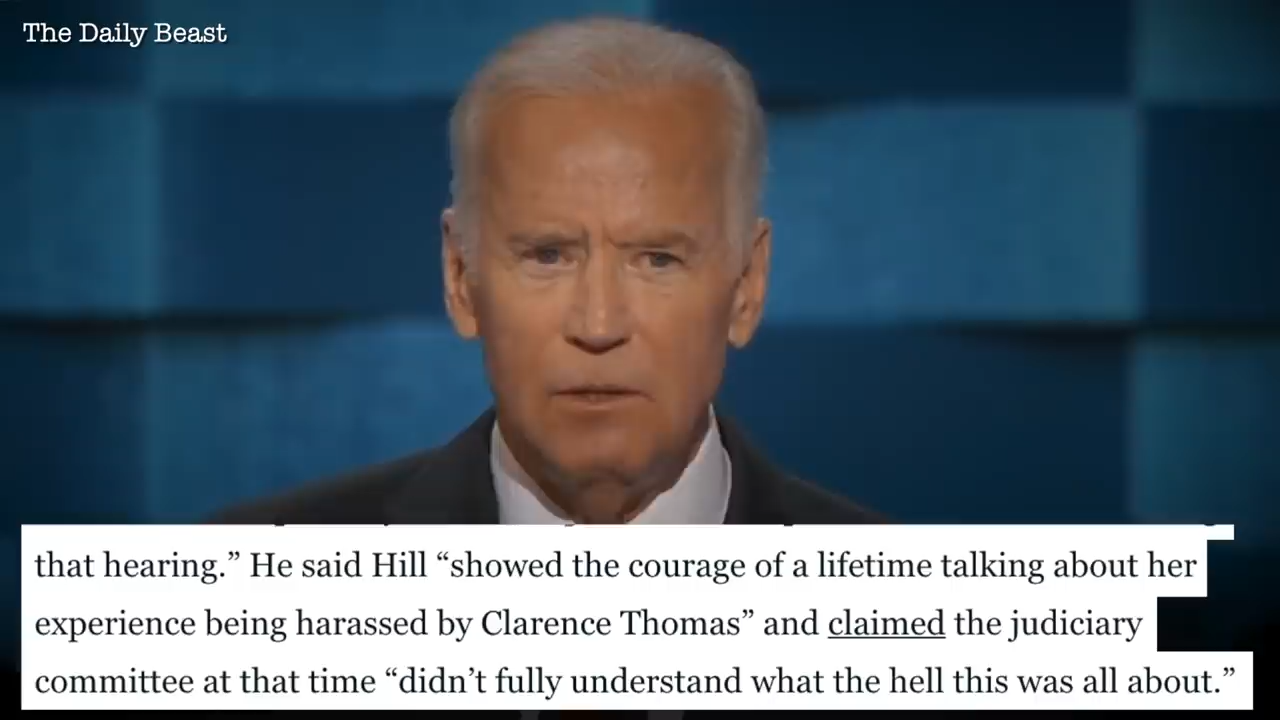 The Daily Beast
that hearing.” He said Hill “showed the courage of a lifetime talking about her
experience being harassed by Clarence Thomas” and claimed the judiciary
committee at that time “didn’t fully understand what the hell this was all about.”